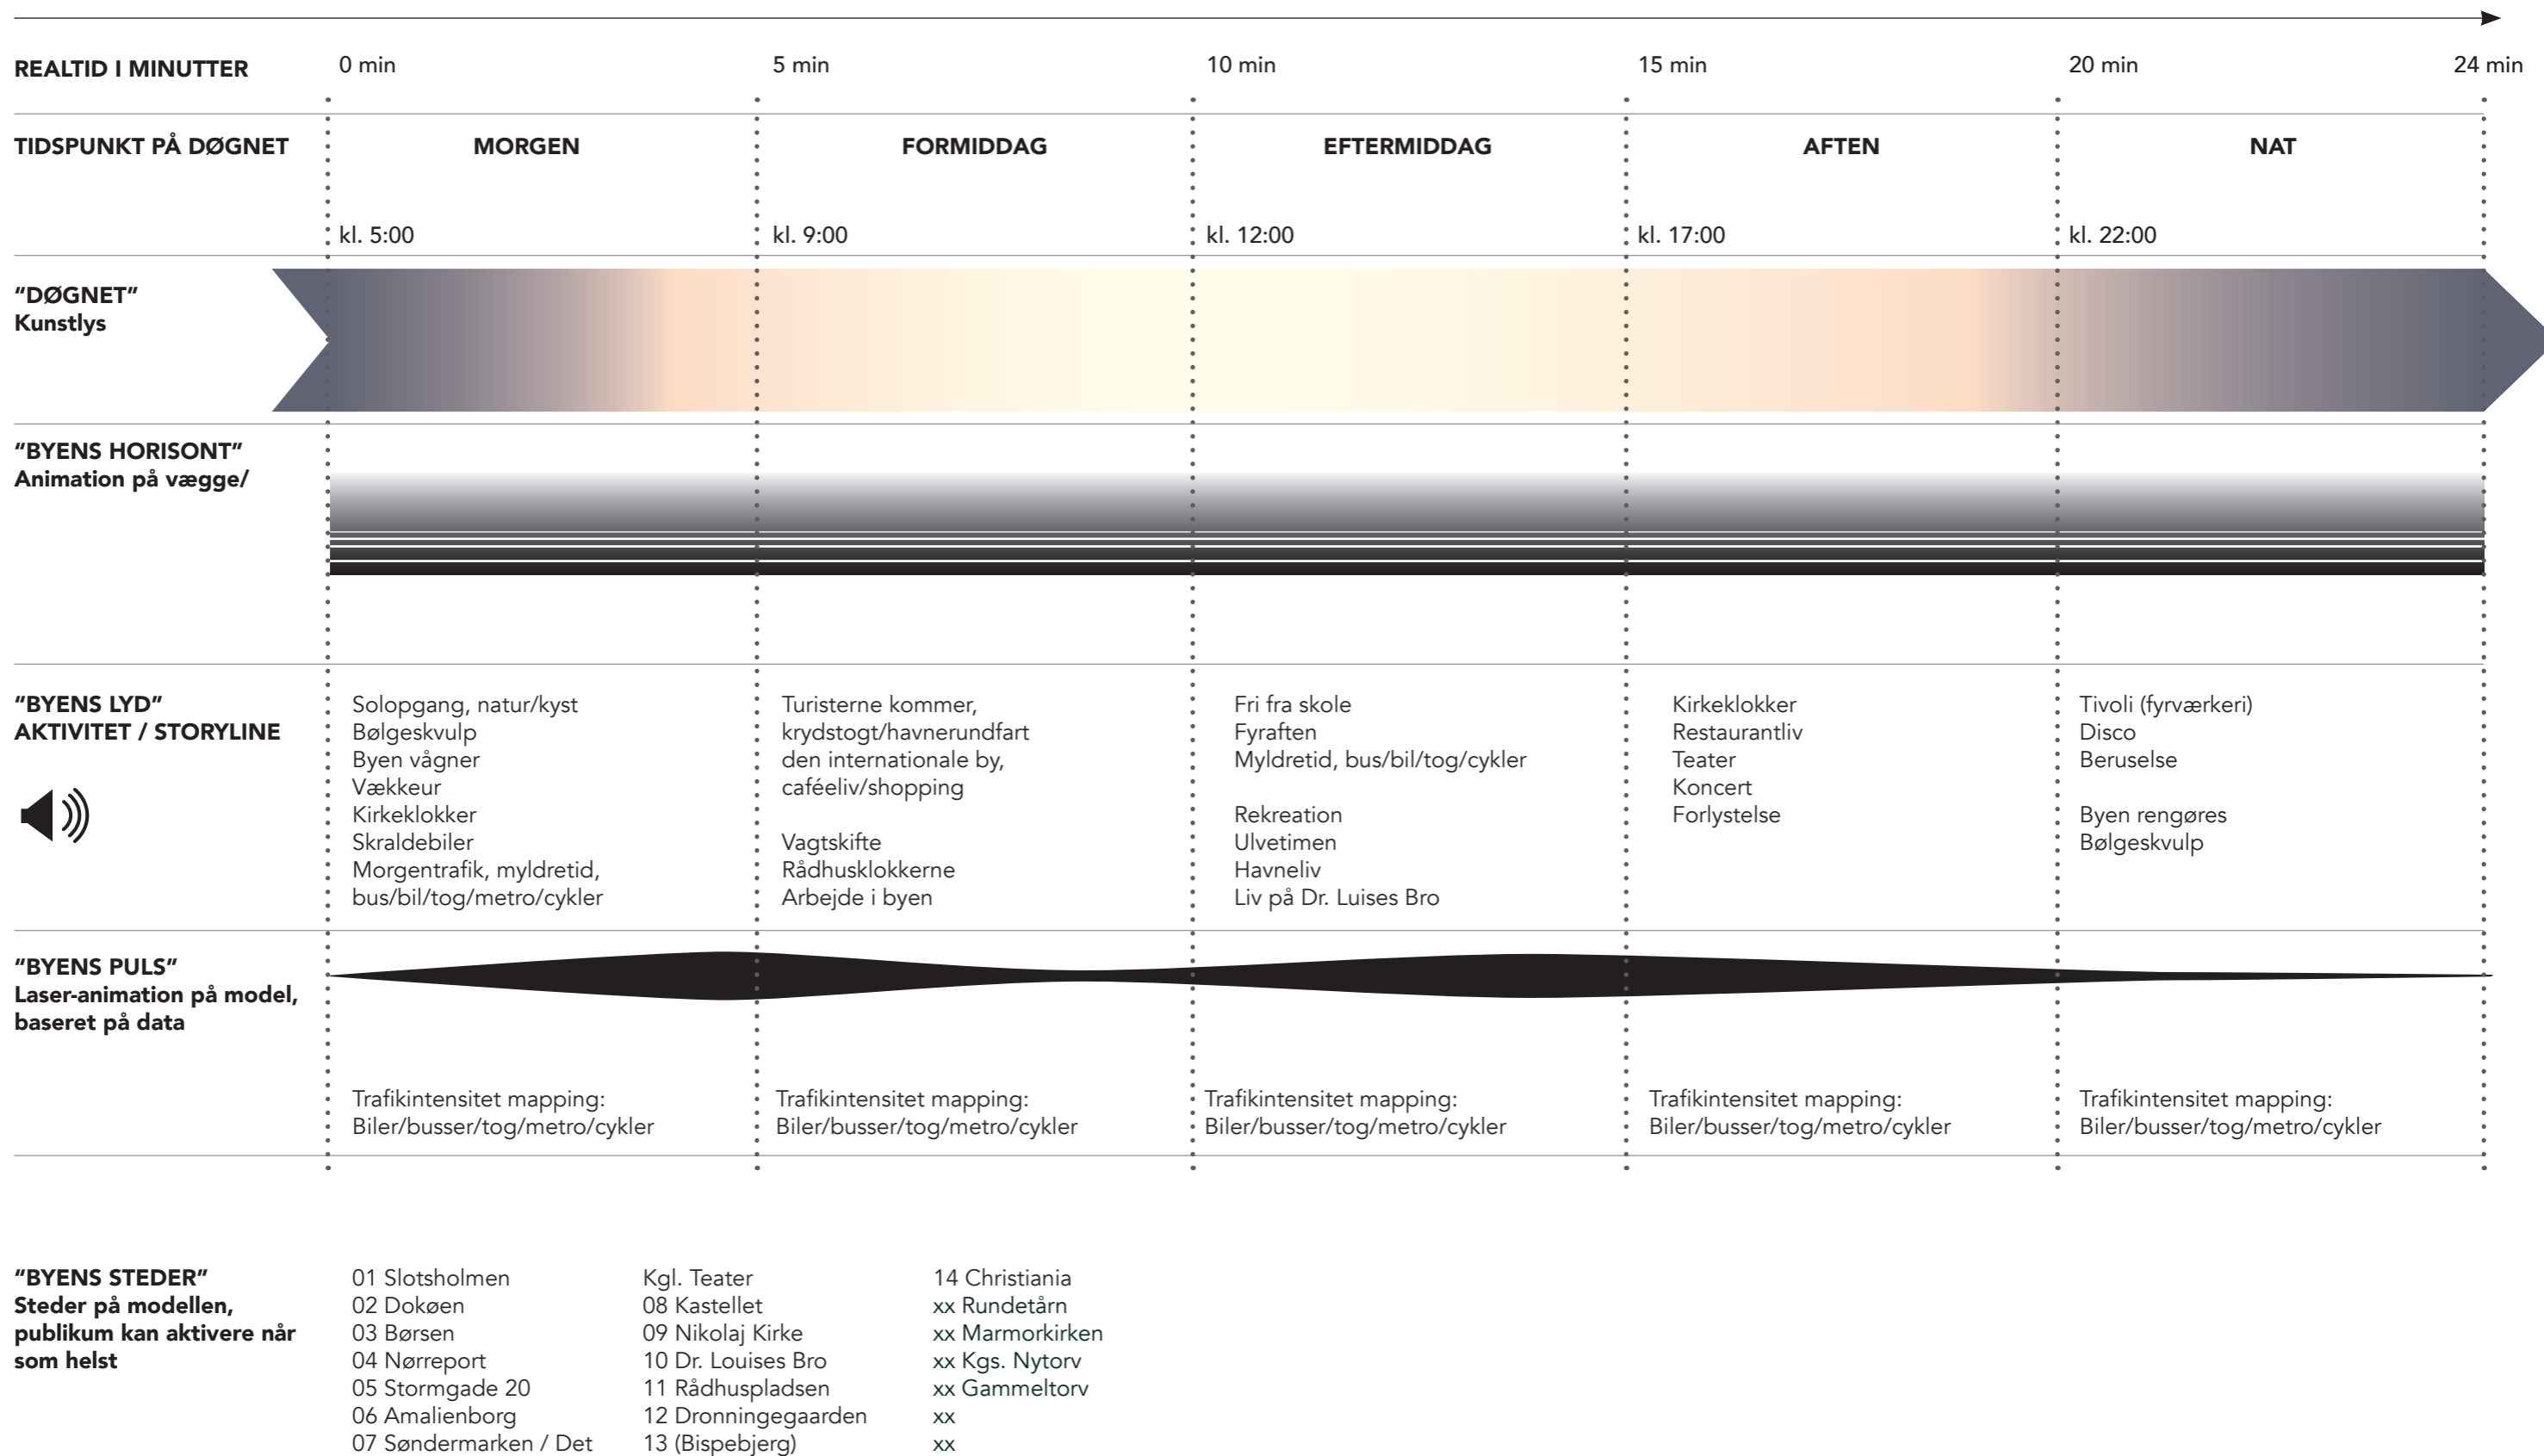 REALTID I MINUTTER 0 min 5 min 10 min 15 min 20 min 24 min
TIDSPUNKT PÅ DØGNET MORGEN FORMIDDAG EFTERMIDDAG AFTEN NAT
kl. 5:00 kl. 9:00 kl. 12:00 kl. 17:00 kl. 22:00
“DØGNET”
Kunstlys
“BYENS HORISONT”
Animation på vægge/
“BYENS LYD”
AKTIVITET / STORYLINE
Solopgang, natur/kyst
Bølgeskvulp
Byen vågner
Vækkeur
Kirkeklokker
Skraldebiler
Morgentrafik, myldretid,
bus/bil/tog/metro/cykler
Turisterne kommer,
krydstogt/havnerundfart
den internationale by,
caféeliv/shopping
Vagtskifte
Rådhusklokkerne
Arbejde i byen
Fri fra skole
Fyraften
Myldretid, bus/bil/tog/cykler
Rekreation
Ulvetimen
Havneliv
Liv på Dr. Luises Bro
Kirkeklokker
Restaurantliv
Teater
Koncert
Forlystelse
Tivoli (fyrværkeri)
Disco
Beruselse
Byen rengøres
Bølgeskvulp
“BYENS PULS”
Laser-animation på model,
baseret på data
Trafikintensitet mapping:
Biler/busser/tog/metro/cykler
Trafikintensitet mapping:
Biler/busser/tog/metro/cykler
Trafikintensitet mapping:
Biler/busser/tog/metro/cykler
Trafikintensitet mapping:
Biler/busser/tog/metro/cykler
Trafikintensitet mapping:
Biler/busser/tog/metro/cykler
“BYENS STEDER”
Steder på modellen,
publikum kan aktivere når
som helst
01 Slotsholmen
02 Dokøen
03 Børsen
04 Nørreport
05 Stormgade 20
06 Amalienborg
07 Søndermarken / Det
Kgl. Teater
08 Kastellet
09 Nikolaj Kirke
10 Dr. Louises Bro
11 Rådhuspladsen
12 Dronningegaarden
13 (Bispebjerg)
14 Christiania
xx Rundetårn
xx Marmorkirken
xx Kgs. Nytorv
xx Gammeltorv
xx
xx